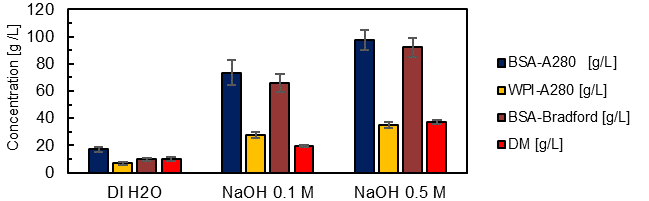 Concentration [g /L]
120
100
80
60
40
20
0
DI H2O
NaOH 0.1 M
NaOH 0.5 M
BSA-A280 [g/L]
WPI-A280 [g/L]
BSA-Bradford [g/L]
DM [g/L]